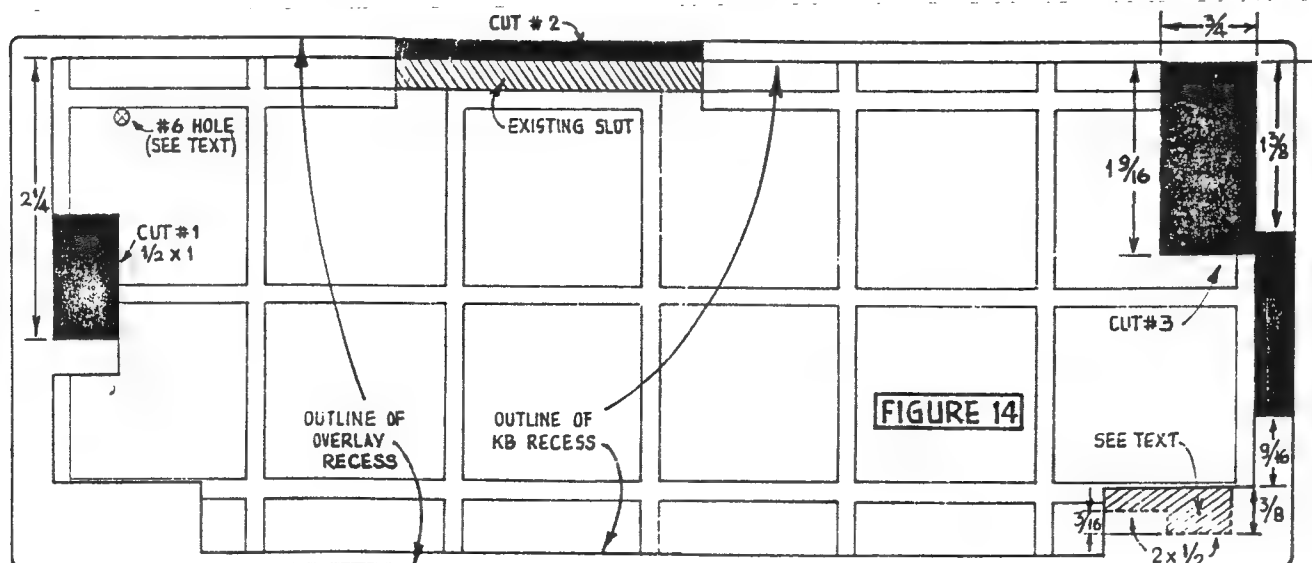 CUT # 2
3/4
#6 HOLE
(SEE TEXT)
EXISTING SLOT
2 1/4
1 9/16
1 3/8
CUT #1
1/2 x 1
CUT #3
OUTLINE OF
OVERLAY
RECESS
OUTLINE OF
KB RECESS
FIGURE 14
SEE TEXT
9/16
3/16
3/8
2 x 1/2